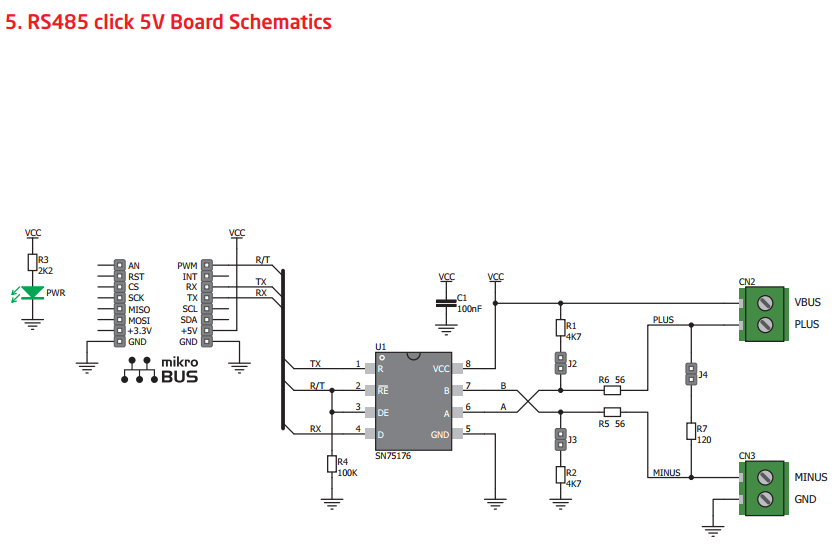 5. RS485 click 5V Board Schematics
VCC
R3
2K2
PWR
AN
RST
CS
SCK
MISO
MOSI
+3.3V
GND
mikro
BUS
VCC
PWM
INT
RX
TX
SCL
SDA
+5V
GND
R/T
TX
RX
TX
R/T
RX
R4
100K
VCC
C1
100nF
VCC
U1
1
2
3
4
R
RE
DE
D
VCC
B
A
GND
8
7
6
5
SN75176
B
A
R1
4K7
J2
J3
R2
4K7
R6 56
R5 56
PLUS
MINUS
J4
R7
120
CN2
VBUS
PLUS
CN3
MINUS
GND